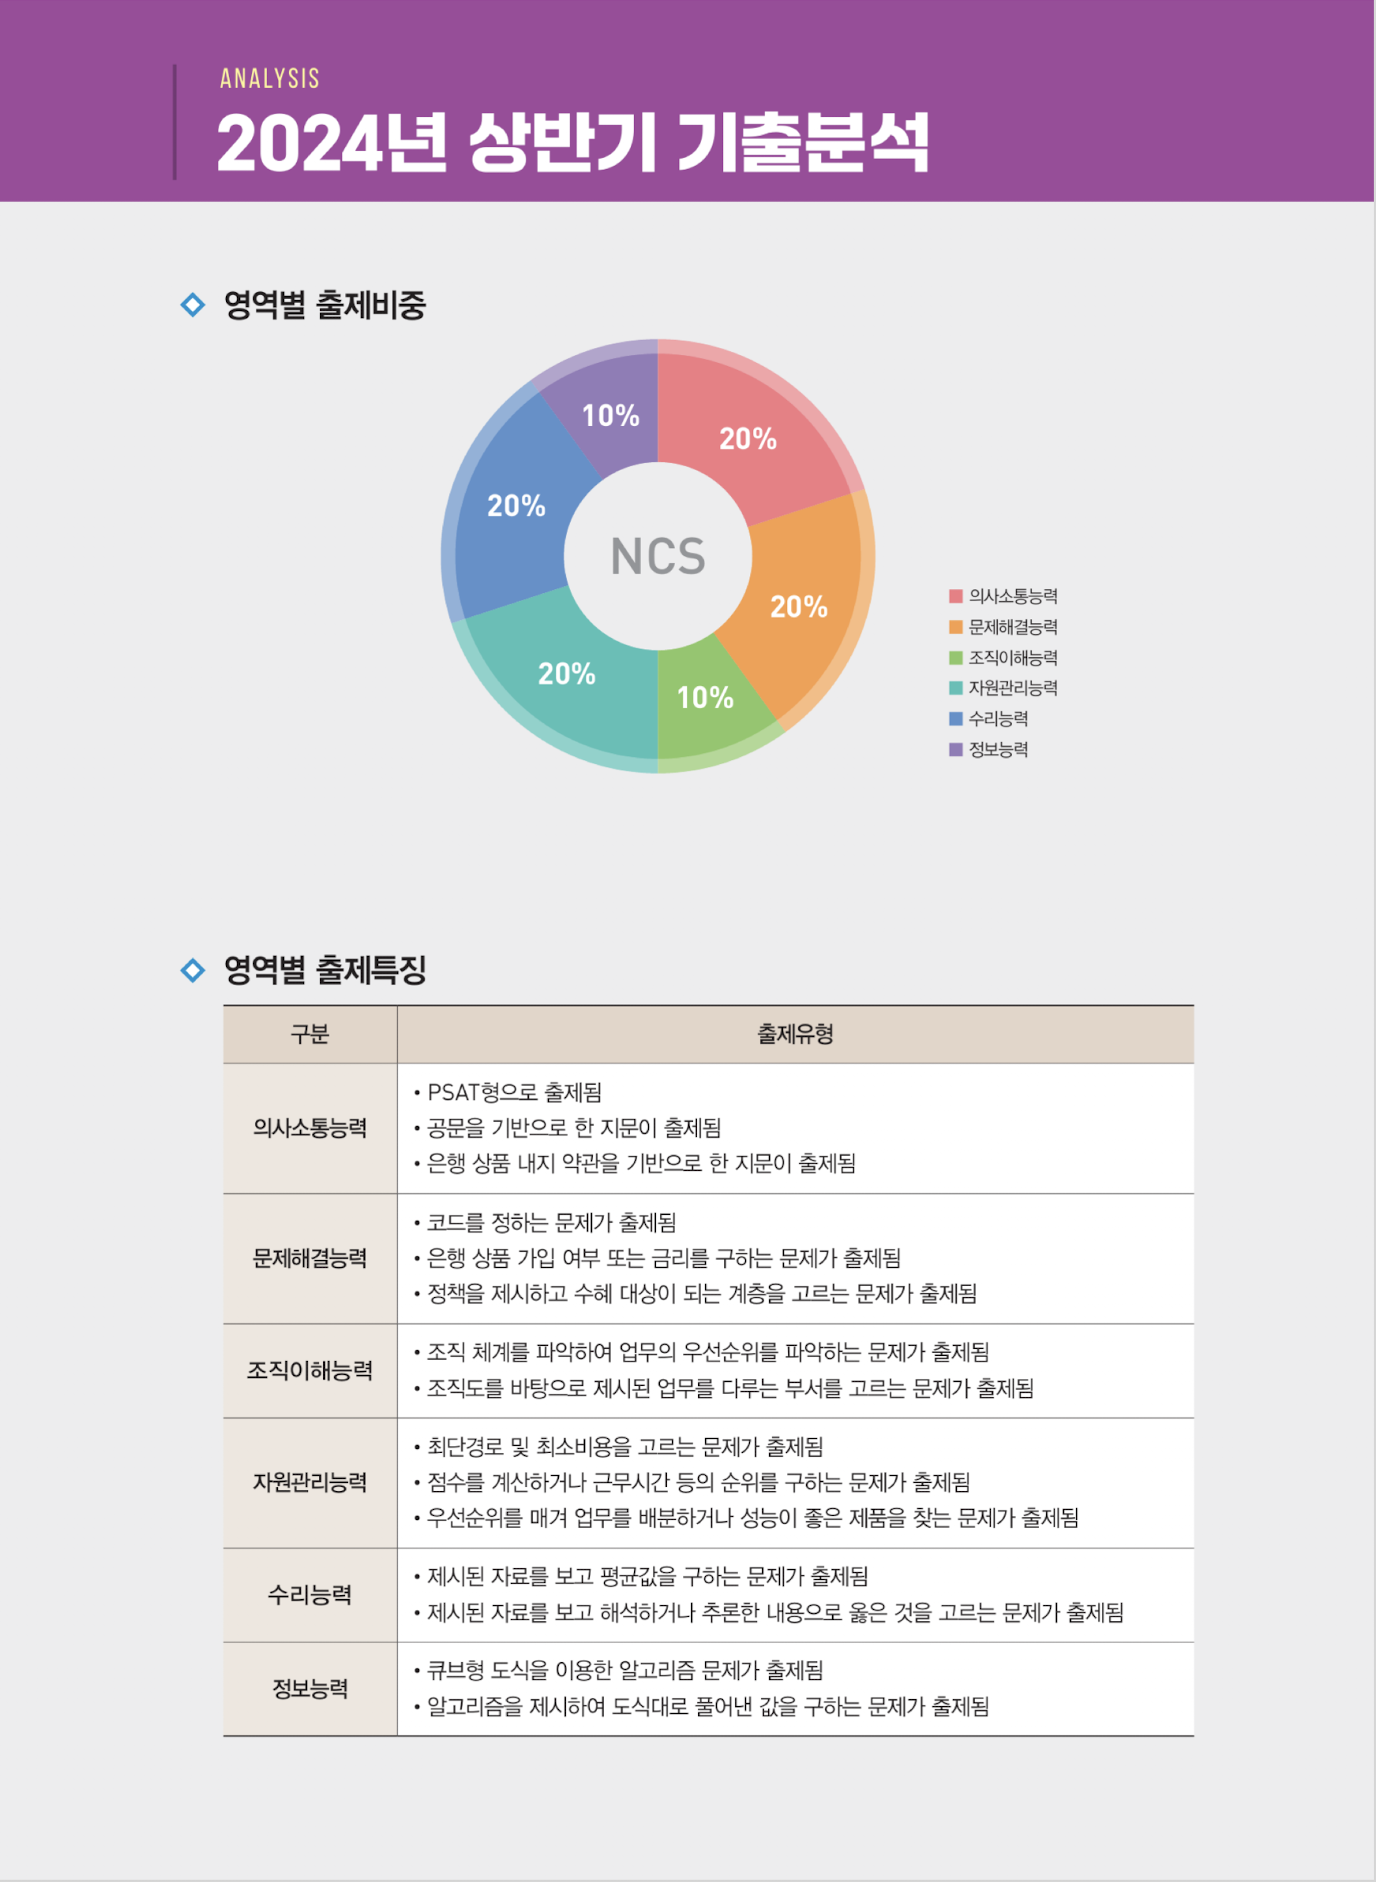 ANALYSIS
2024년 상반기 기출분석
영역별 출제비중
10%
20%
20%
NCS
20%
20%
10%
의사소통능력
문제해결능력
조직이해능력
자원관리능력
수리능력
정보능력
영역별 출제특징
구분 출제유형
의사소통능력
• PSAT형으로 출제됨
• 공문을 기반으로 한 지문이 출제됨
• 은행 상품 내지 약관을 기반으로 한 지문이 출제됨
문제해결능력
• 코드를 정하는 문제가 출제됨
• 은행 상품 가입 여부 또는 금리를 구하는 문제가 출제됨
• 정책을 제시하고 수혜 대상이 되는 계층을 고르는 문제가 출제됨
조직이해능력
• 조직 체계를 파악하여 업무의 우선순위를 파악하는 문제가 출제됨
• 조직도를 바탕으로 제시된 업무를 다루는 부서를 고르는 문제가 출제됨
자원관리능력
• 최단경로 및 최소비용을 고르는 문제가 출제됨
• 점수를 계산하거나 근무시간 등의 순위를 구하는 문제가 출제됨
• 우선순위를 매겨 업무를 배분하거나 성능이 좋은 제품을 찾는 문제가 출제됨
수리능력
• 제시된 자료를 보고 평균값을 구하는 문제가 출제됨
• 제시된 자료를 보고 해석하거나 추론한 내용으로 옳은 것을 고르는 문제가 출제됨
정보능력
• 큐브형 도식을 이용한 알고리즘 문제가 출제됨
• 알고리즘을 제시하여 도식대로 풀어낸 값을 구하는 문제가 출제됨